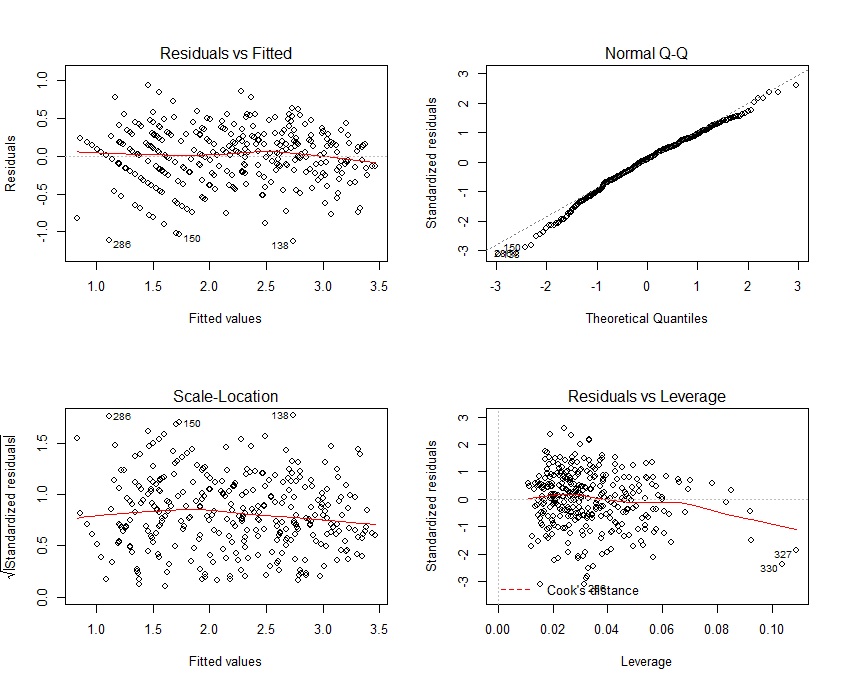 Residuals vs Fitted
Residuals
1.0
0.5
0.0
-0.5
-1.0
286
150
138
1.0 1.5 2.0 2.5 3.0 3.5
Fitted values
Normal Q-Q
Standardized residuals
3
2
1
0
-1
-2
-3
150
286
138
-3 -2 -1 0 1 2 3
Theoretical Quantiles
Scale-Location
√|Standardized residuals|
1.5
1.0
0.5
0.0
286
150
138
1.0 1.5 2.0 2.5 3.0 3.5
Fitted values
Residuals vs Leverage
Standardized residuals
3
2
1
0
-1
-2
-3
327
330
Cook's distance
0.00 0.02 0.04 0.06 0.08 0.10
Leverage